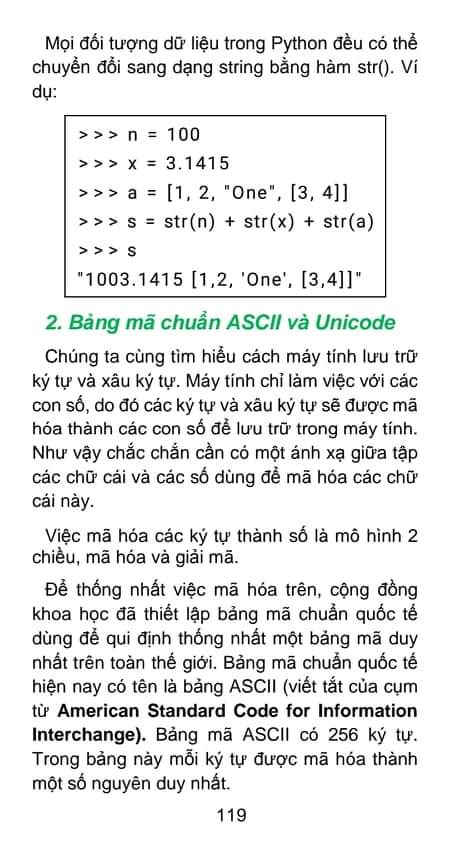 Mọi đối tượng dữ liệu trong Python đều có thể
chuyển đổi sang dạng string bằng hàm str(). Ví
dụ:
>>> n = 100
>>> x = 3.1415
>>> a = [1, 2, "One", [3, 4]]
>>> s = str(n) + str(x) + str(a)
>>> s
"1003.1415 [1,2, 'One', [3,4]]"
2. Bảng mã chuẩn ASCII và Unicode
Chúng ta cùng tìm hiểu cách máy tính lưu trữ
ký tự và xâu ký tự. Máy tính chỉ làm việc với các
con số, do đó các ký tự và xâu ký tự sẽ được mã
hóa thành các con số để lưu trữ trong máy tính.
Như vậy chắc chắn cần có một ánh xạ giữa tập
các chữ cái và các số dùng để mã hóa các chữ
cái này.
Việc mã hóa các ký tự thành số là mô hình 2
chiều, mã hóa và giải mã.
Để thống nhất việc mã hóa trên, cộng đồng
khoa học đã thiết lập bảng mã chuẩn quốc tế
dùng để qui định thống nhất một bảng mã duy
nhất trên toàn thế giới. Bảng mã chuẩn quốc tế
hiện nay có tên là bảng ASCII (viết tắt của cụm
từ American Standard Code for Information
Interchange). Bảng mã ASCII có 256 ký tự.
Trong bảng này mỗi ký tự được mã hóa thành
một số nguyên duy nhất.
119